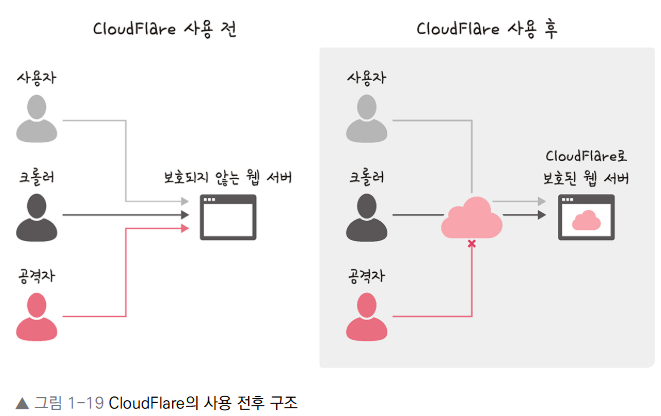 CloudFlare 사용 전
사용자
크롤러
보호되지 않는 웹 서버
공격자
CloudFlare 사용 후
사용자
크롤러
CloudFlare로
보호된 웹 서버
공격자
▲ 그림 1-19 CloudFlare의 사용 전후 구조